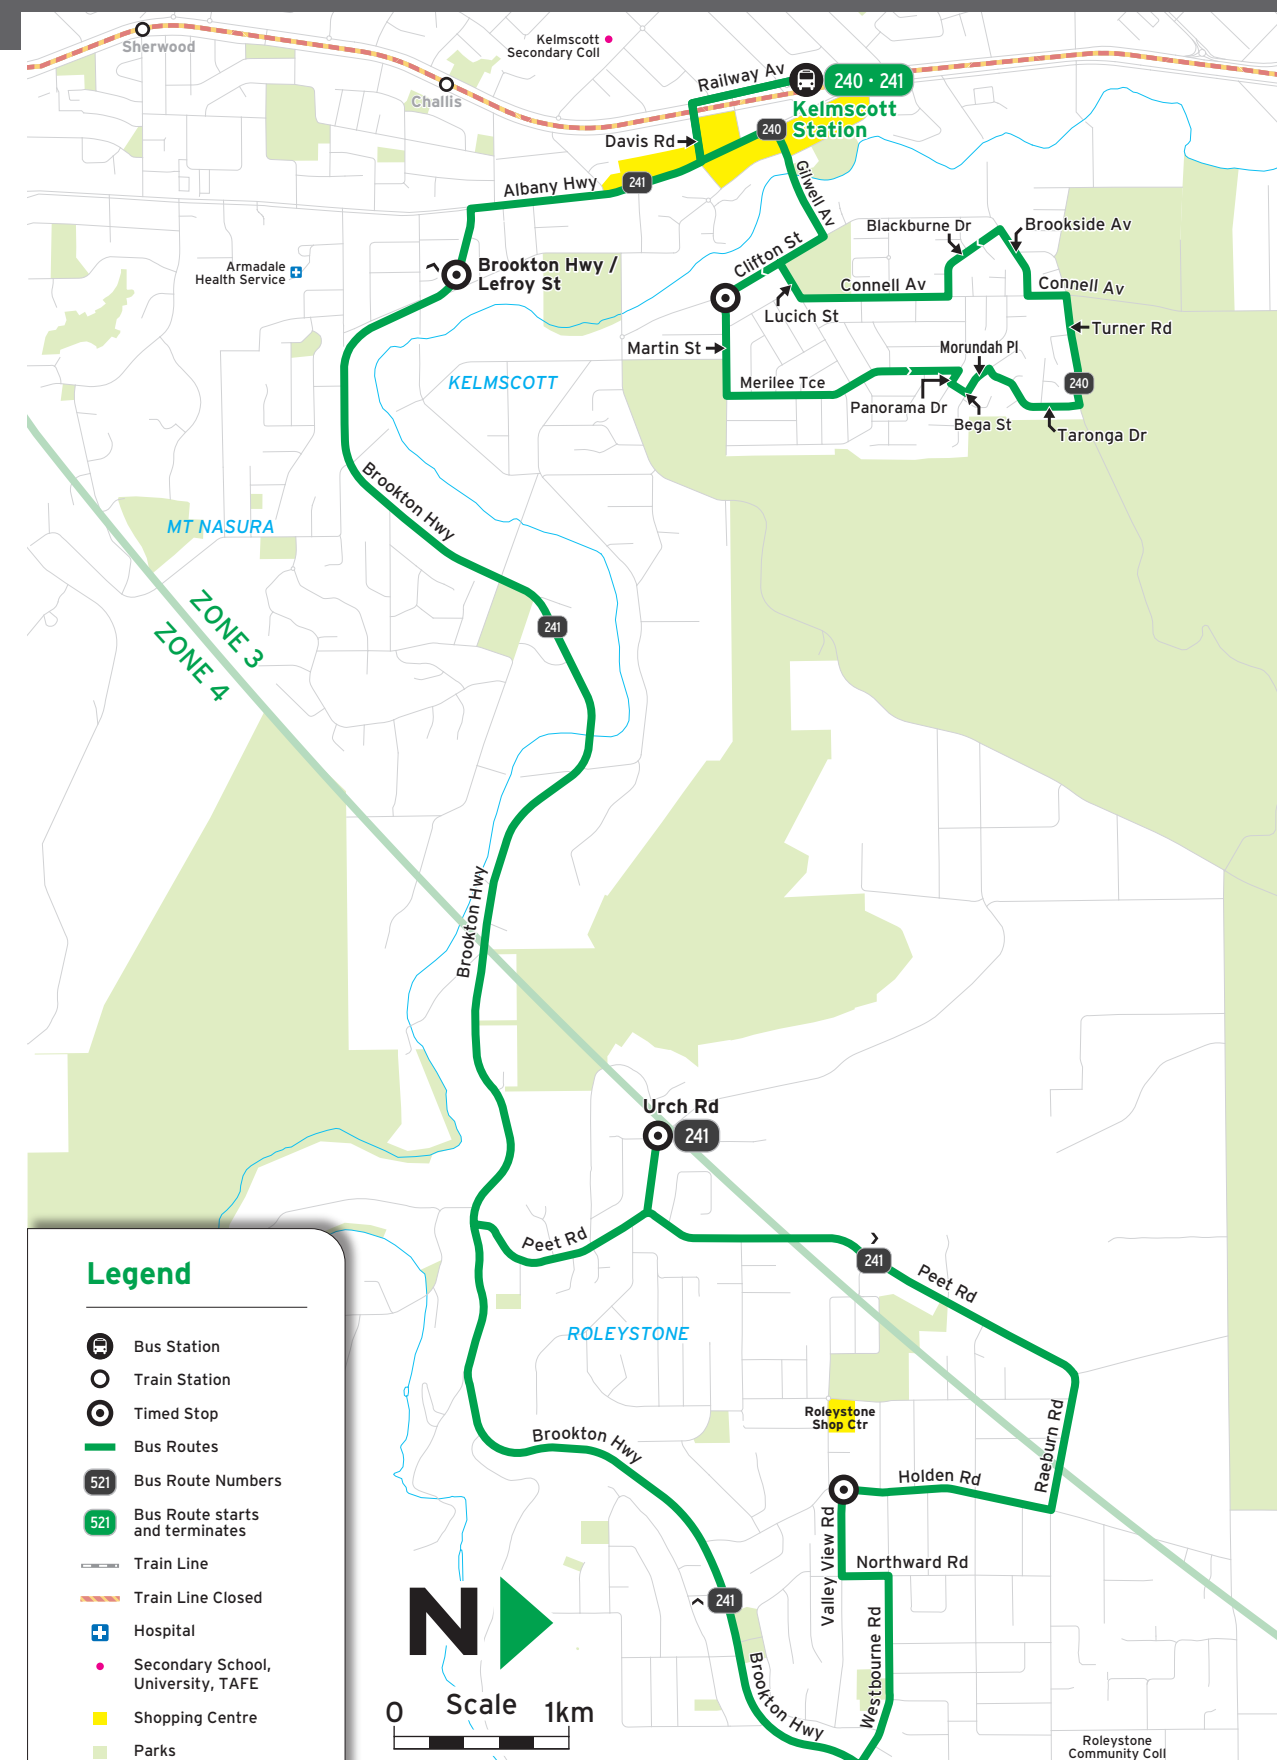 Sherwood
Challis
Kelmscott
Secondary Coll
Railway Av
240 · 241
Kelmscott
Station
Davis Rd
240
Albany Hwy
241
Gilwell Av
Clifton St
Blackburne Dr
Brookside Av
Armadale
Health Service
Brookton Hwy /
Lefroy St
Connell Av
Connell Av
Lucich St
Turner Rd
Martin St
Morundah Pl
KELMSCOTT
Merilee Tce
240
Panorama Dr
Bega St
Taronga Dr
Brookton Hwy
MT NASURA
ZONE 3
ZONE 4
241
Brookton Hwy
Urch Rd
241
Peet Rd
241
Peet Rd
ROLEYSTONE
Roleystone
Shop Ctr
Raeburn Rd
Brookton Hwy
Holden Rd
Valley View Rd
Northward Rd
241
Westbourne Rd
Brookton Hwy
Roleystone
Community Coll
Legend
Bus Station
Train Station
Timed Stop
Bus Routes
521
Bus Route Numbers
521
Bus Route starts
and terminates
Train Line
Train Line Closed
Hospital
Secondary School,
University, TAFE
Shopping Centre
Parks
N
0 Scale 1km